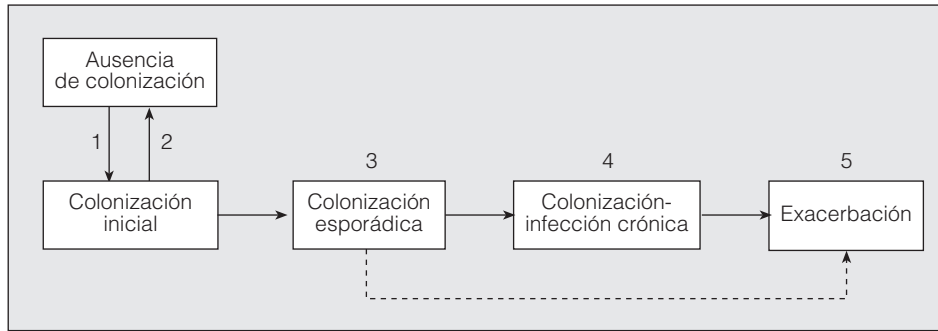 Ausencia
de colonización
1
2
3
4
5
Colonización
inicial
Colonización
esporádica
Colonización-
infección crónica
Exacerbación